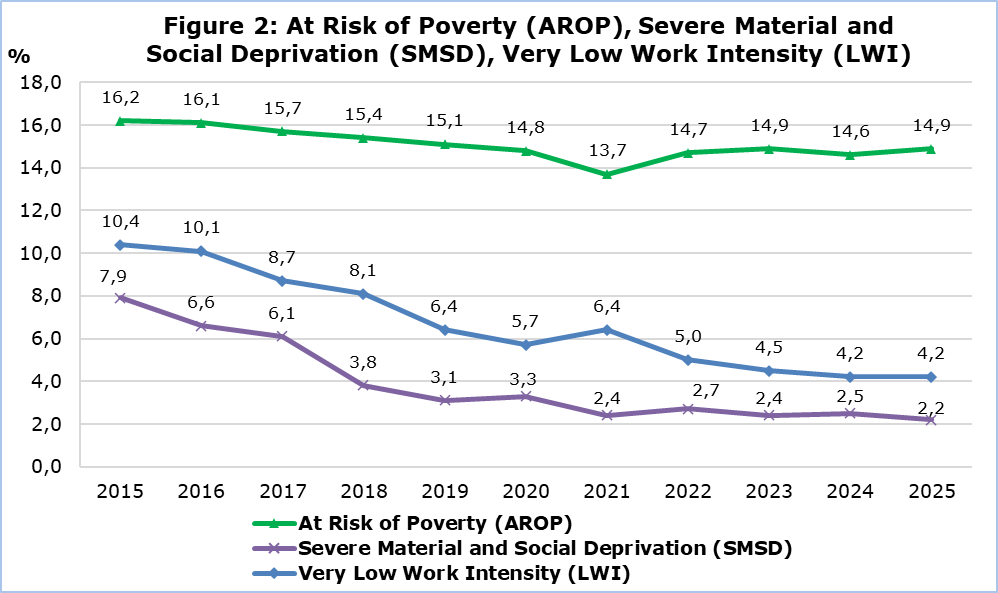 Figure 2: At Risk of Poverty (AROP), Severe Material and
Social Deprivation (SMSD), Very Low Work Intensity (LWI)
%
18,0
16,0
14,0
12,0
10,0
8,0
6,0
4,0
2,0
0,0
16,2 16,1 15,7 15,4 15,1 14,8 13,7 14,7 14,9 14,6 14,9
10,4 10,1 8,7 8,1 6,4 5,7 6,4 5,0 4,5 4,2 4,2
7,9 6,6 6,1 3,8 3,1 3,3 2,4 2,7 2,4 2,5 2,2
2015 2016 2017 2018 2019 2020 2021 2022 2023 2024 2025
At Risk of Poverty (AROP)
Severe Material and Social Deprivation (SMSD)
Very Low Work Intensity (LWI)